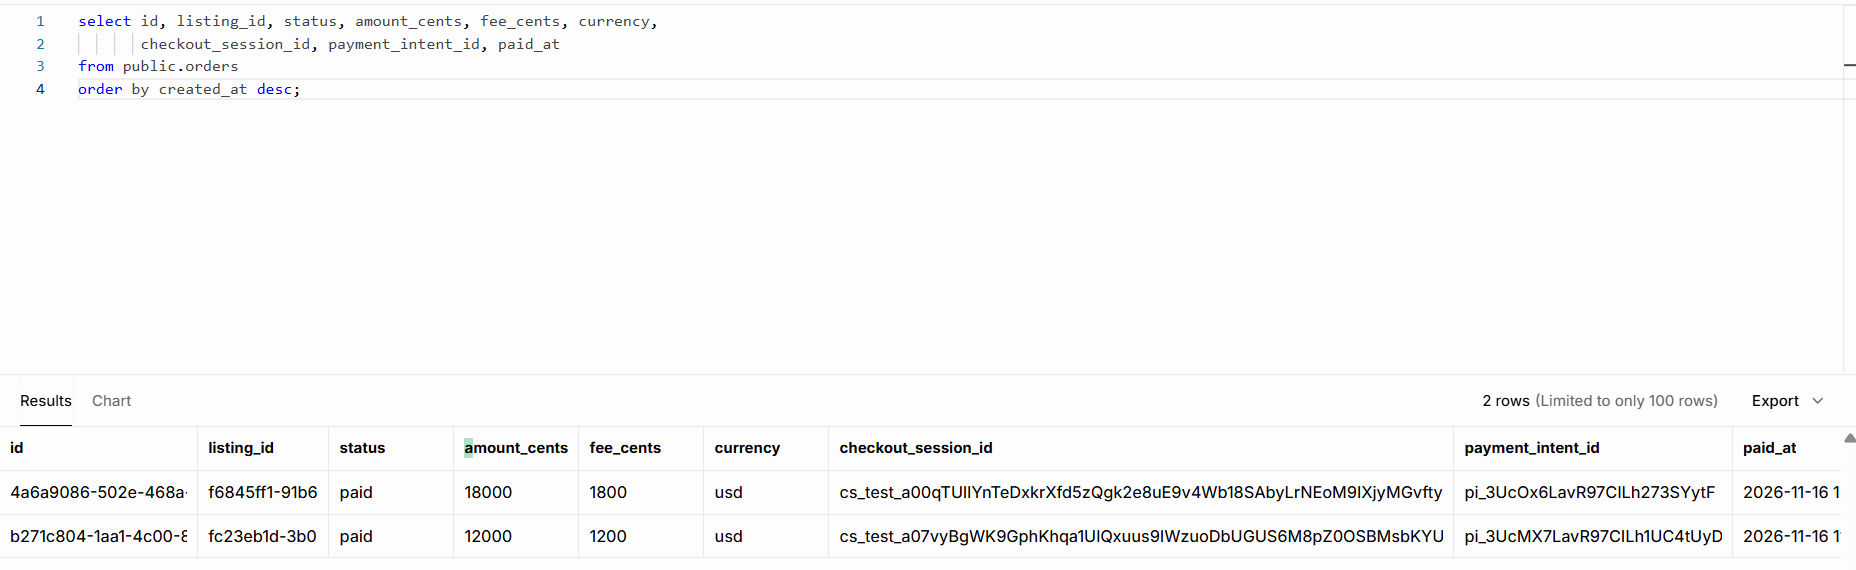 1 select id, listing_id, status, amount_cents, fee_cents, currency,
2 checkout_session_id, payment_intent_id, paid_at
3 from public.orders
4 order by created_at desc;
Results Chart 2 rows (Limited to only 100 rows) Export
id listing_id status amount_cents fee_cents currency checkout_session_id payment_intent_id paid_at
4a6a9086-502e-468a- f6845ff1-91b6 paid 18000 1800 usd cs_test_a00qTUIlYnTeDxkrXfd5zQgk2e8uE9v4Wb18SAbyLrNEoM9IXjyMGvfty pi_3UcOx6LavR97CILh273SYytF 2026-11-16 1
b271c804-1aa1-4c00-8 fc23eb1d-3b0 paid 12000 1200 usd cs_test_a07vyBgWK9GphKhqa1UIQxuus9IWzuoDbUGUS6M8pZ0OSBMsbKYU pi_3UcMX7LavR97CILh1UC4tUyD 2026-11-16 1